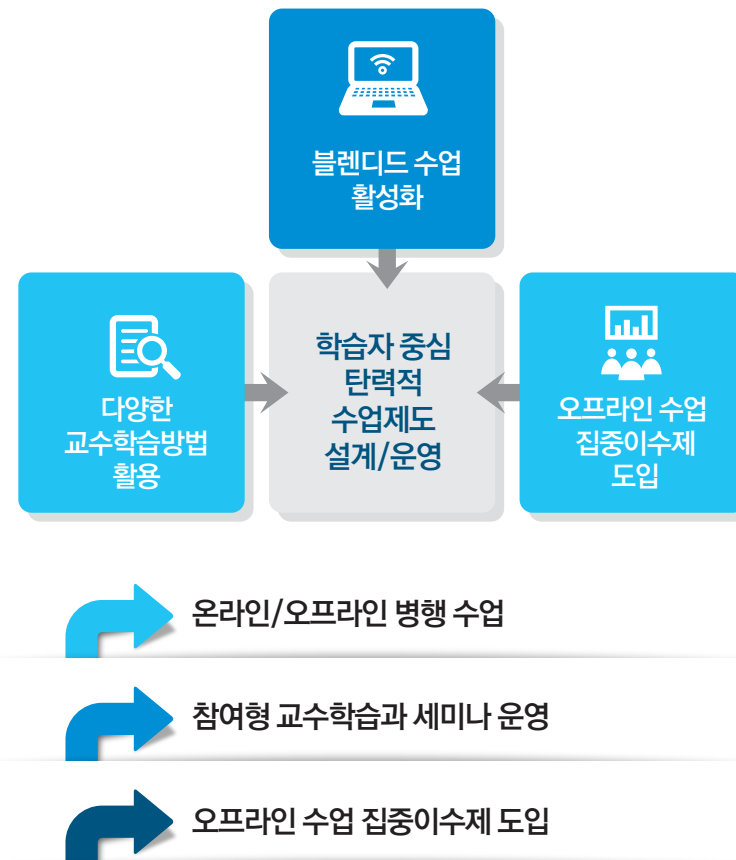 블렌디드 수업
활성화
다양한
교수학습방법
활용
학습자 중심
탄력적
수업제도
설계/운영
오프라인 수업
집중이수제
도입
온라인/오프라인 병행 수업
참여형 교수학습과 세미나 운영
오프라인 수업 집중이수제 도입